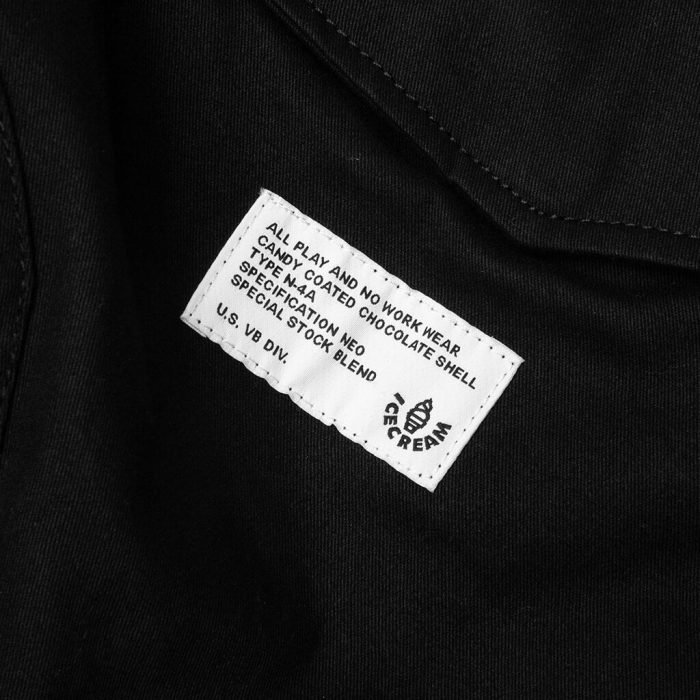 ALL PLAY AND NO WORK WEAR
CANDY COATED CHOCOLATE SHELL
TYPE N-4A
SPECIFICATION NEO
SPECIAL STOCK BLEND
U.S. VB DIV.
ICECREAM